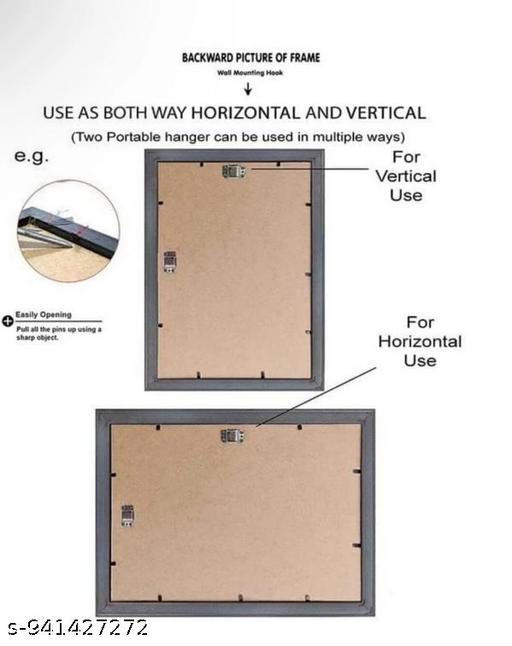 BACKWARD PICTURE OF FRAME
Wall Mounting Hook
USE AS BOTH WAY HORIZONTAL AND VERTICAL
(Two Portable hanger can be used in multiple ways)
e.g.
For
Vertical
Use
Easily Opening
Pull all the pins up using a
sharp object.
For
Horizontal
Use
s-941427272